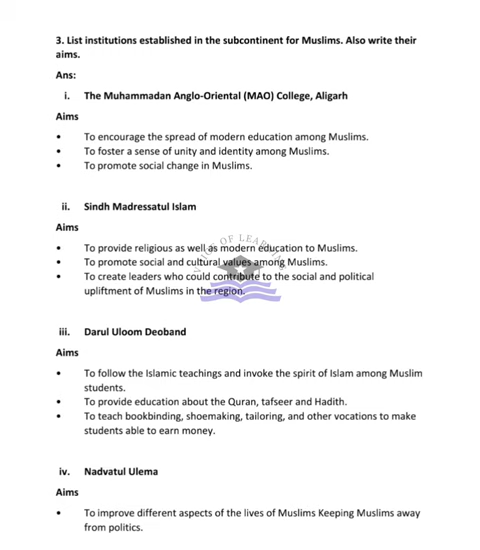 3. List institutions established in the subcontinent for Muslims. Also write their
aims.
Ans:
i. The Muhammadan Anglo-Oriental (MAO) College, Aligarh
Aims
• To encourage the spread of modern education among Muslims.
• To foster a sense of unity and identity among Muslims.
• To promote social change in Muslims.
ii. Sindh Madressatul Islam
Aims
• To provide religious as well as modern education to Muslims.
• To promote social and cultural values among Muslims.
• To create leaders who could contribute to the social and political
upliftment of Muslims in the region.
iii. Darul Uloom Deoband
Aims
• To follow the Islamic teachings and invoke the spirit of Islam among Muslim
students.
• To provide education about the Quran, tafseer and Hadith.
• To teach bookbinding, shoemaking, tailoring, and other vocations to make
students able to earn money.
iv. Nadvatul Ulema
Aims
• To improve different aspects of the lives of Muslims Keeping Muslims away
from politics.